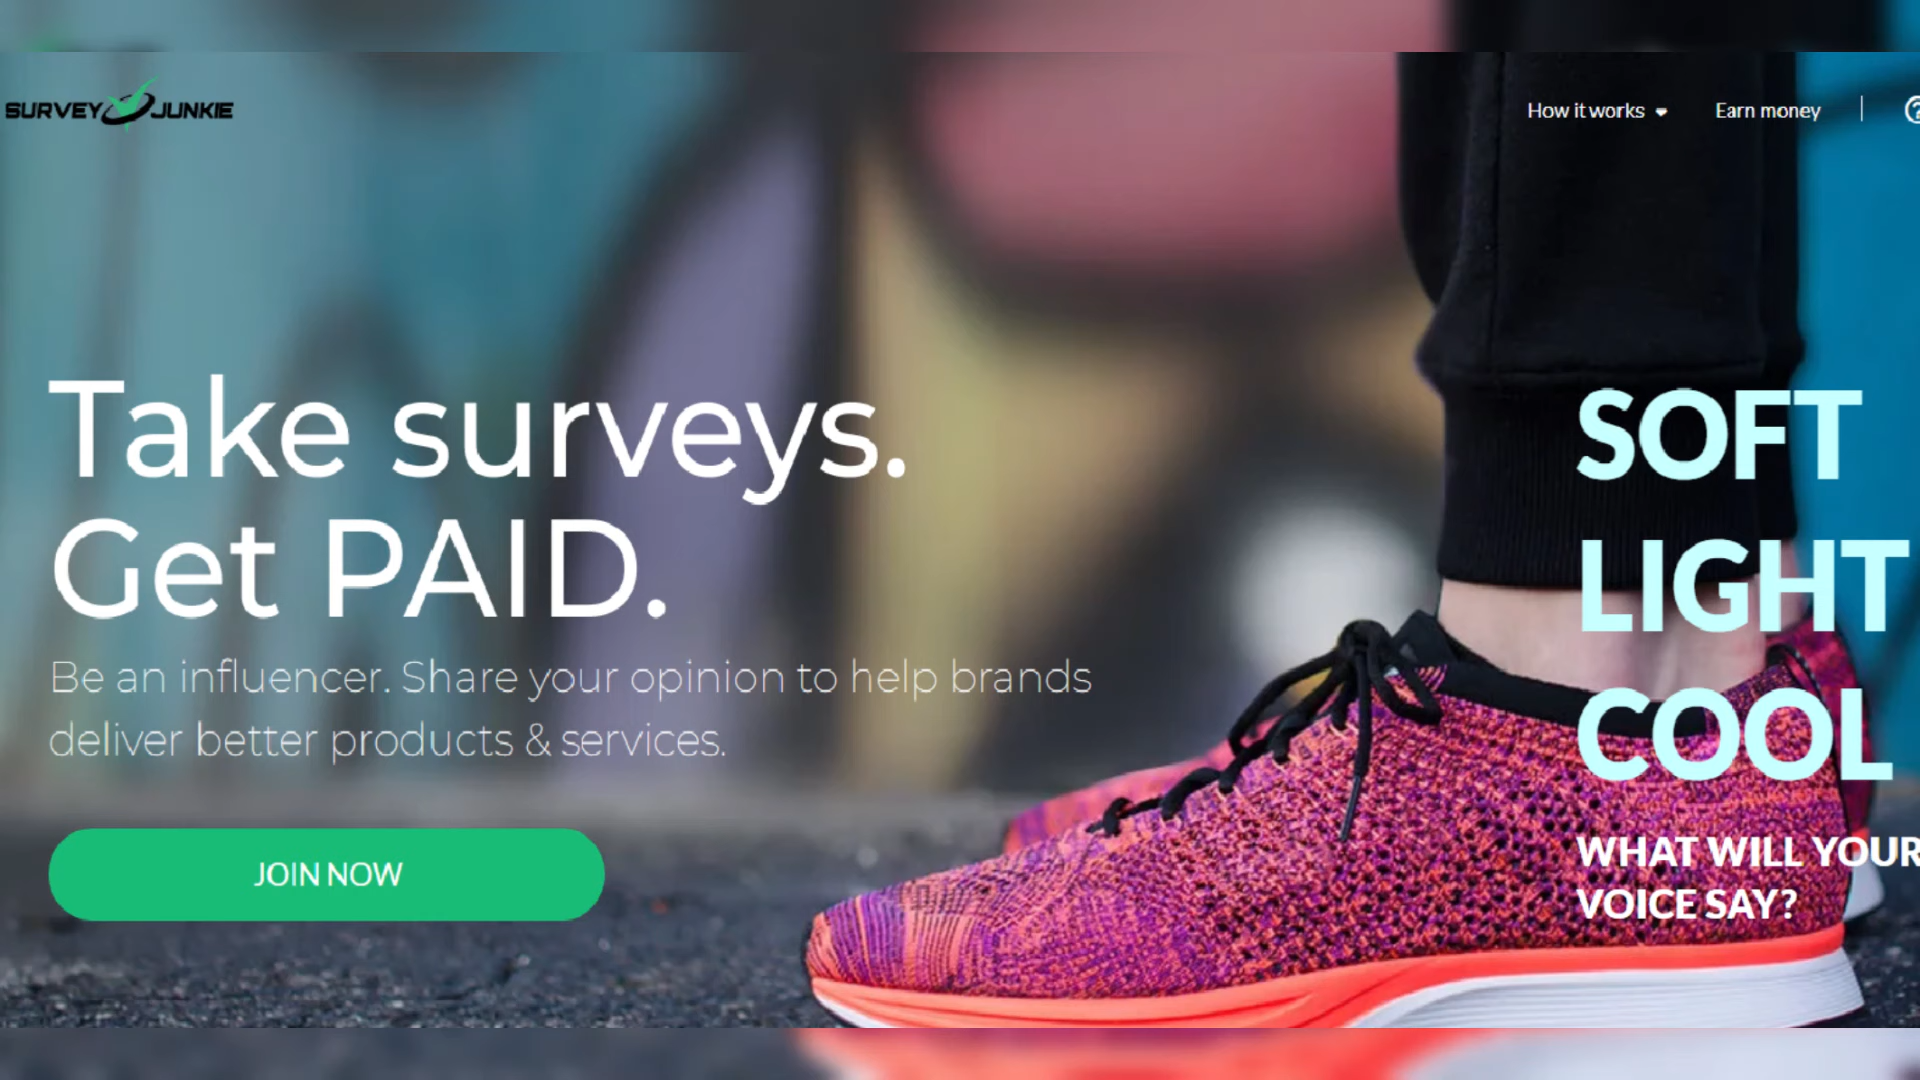 SURVEY JUNKIE
How it works
Earn money
Take surveys.
Get PAID.
Be an influencer. Share your opinion to help brands
deliver better products & services.
JOIN NOW
SOFT
LIGHT
COOL
WHAT WILL YOUR
VOICE SAY?